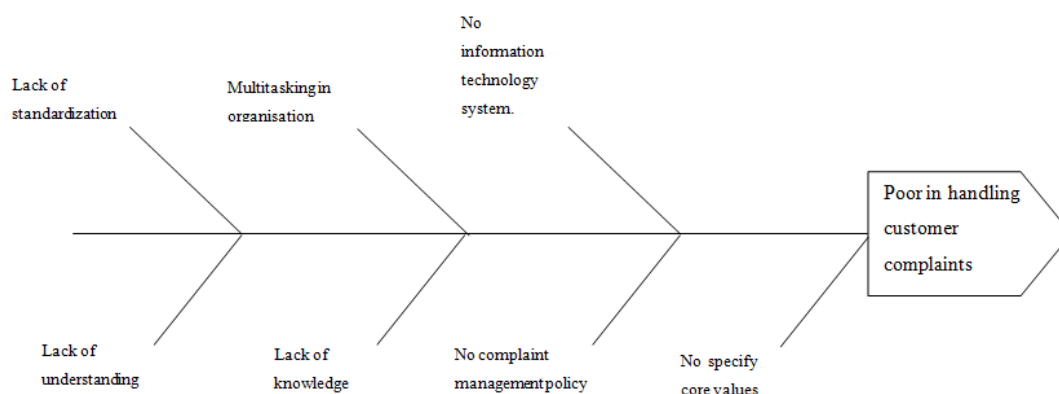 No
information
technology
system.
Lack of
standardization
Multitasking in
organisation
Poor in handling
customer
complaints
Lack of
understanding
Lack of
knowledge
No complaint
management policy
No specify
core values